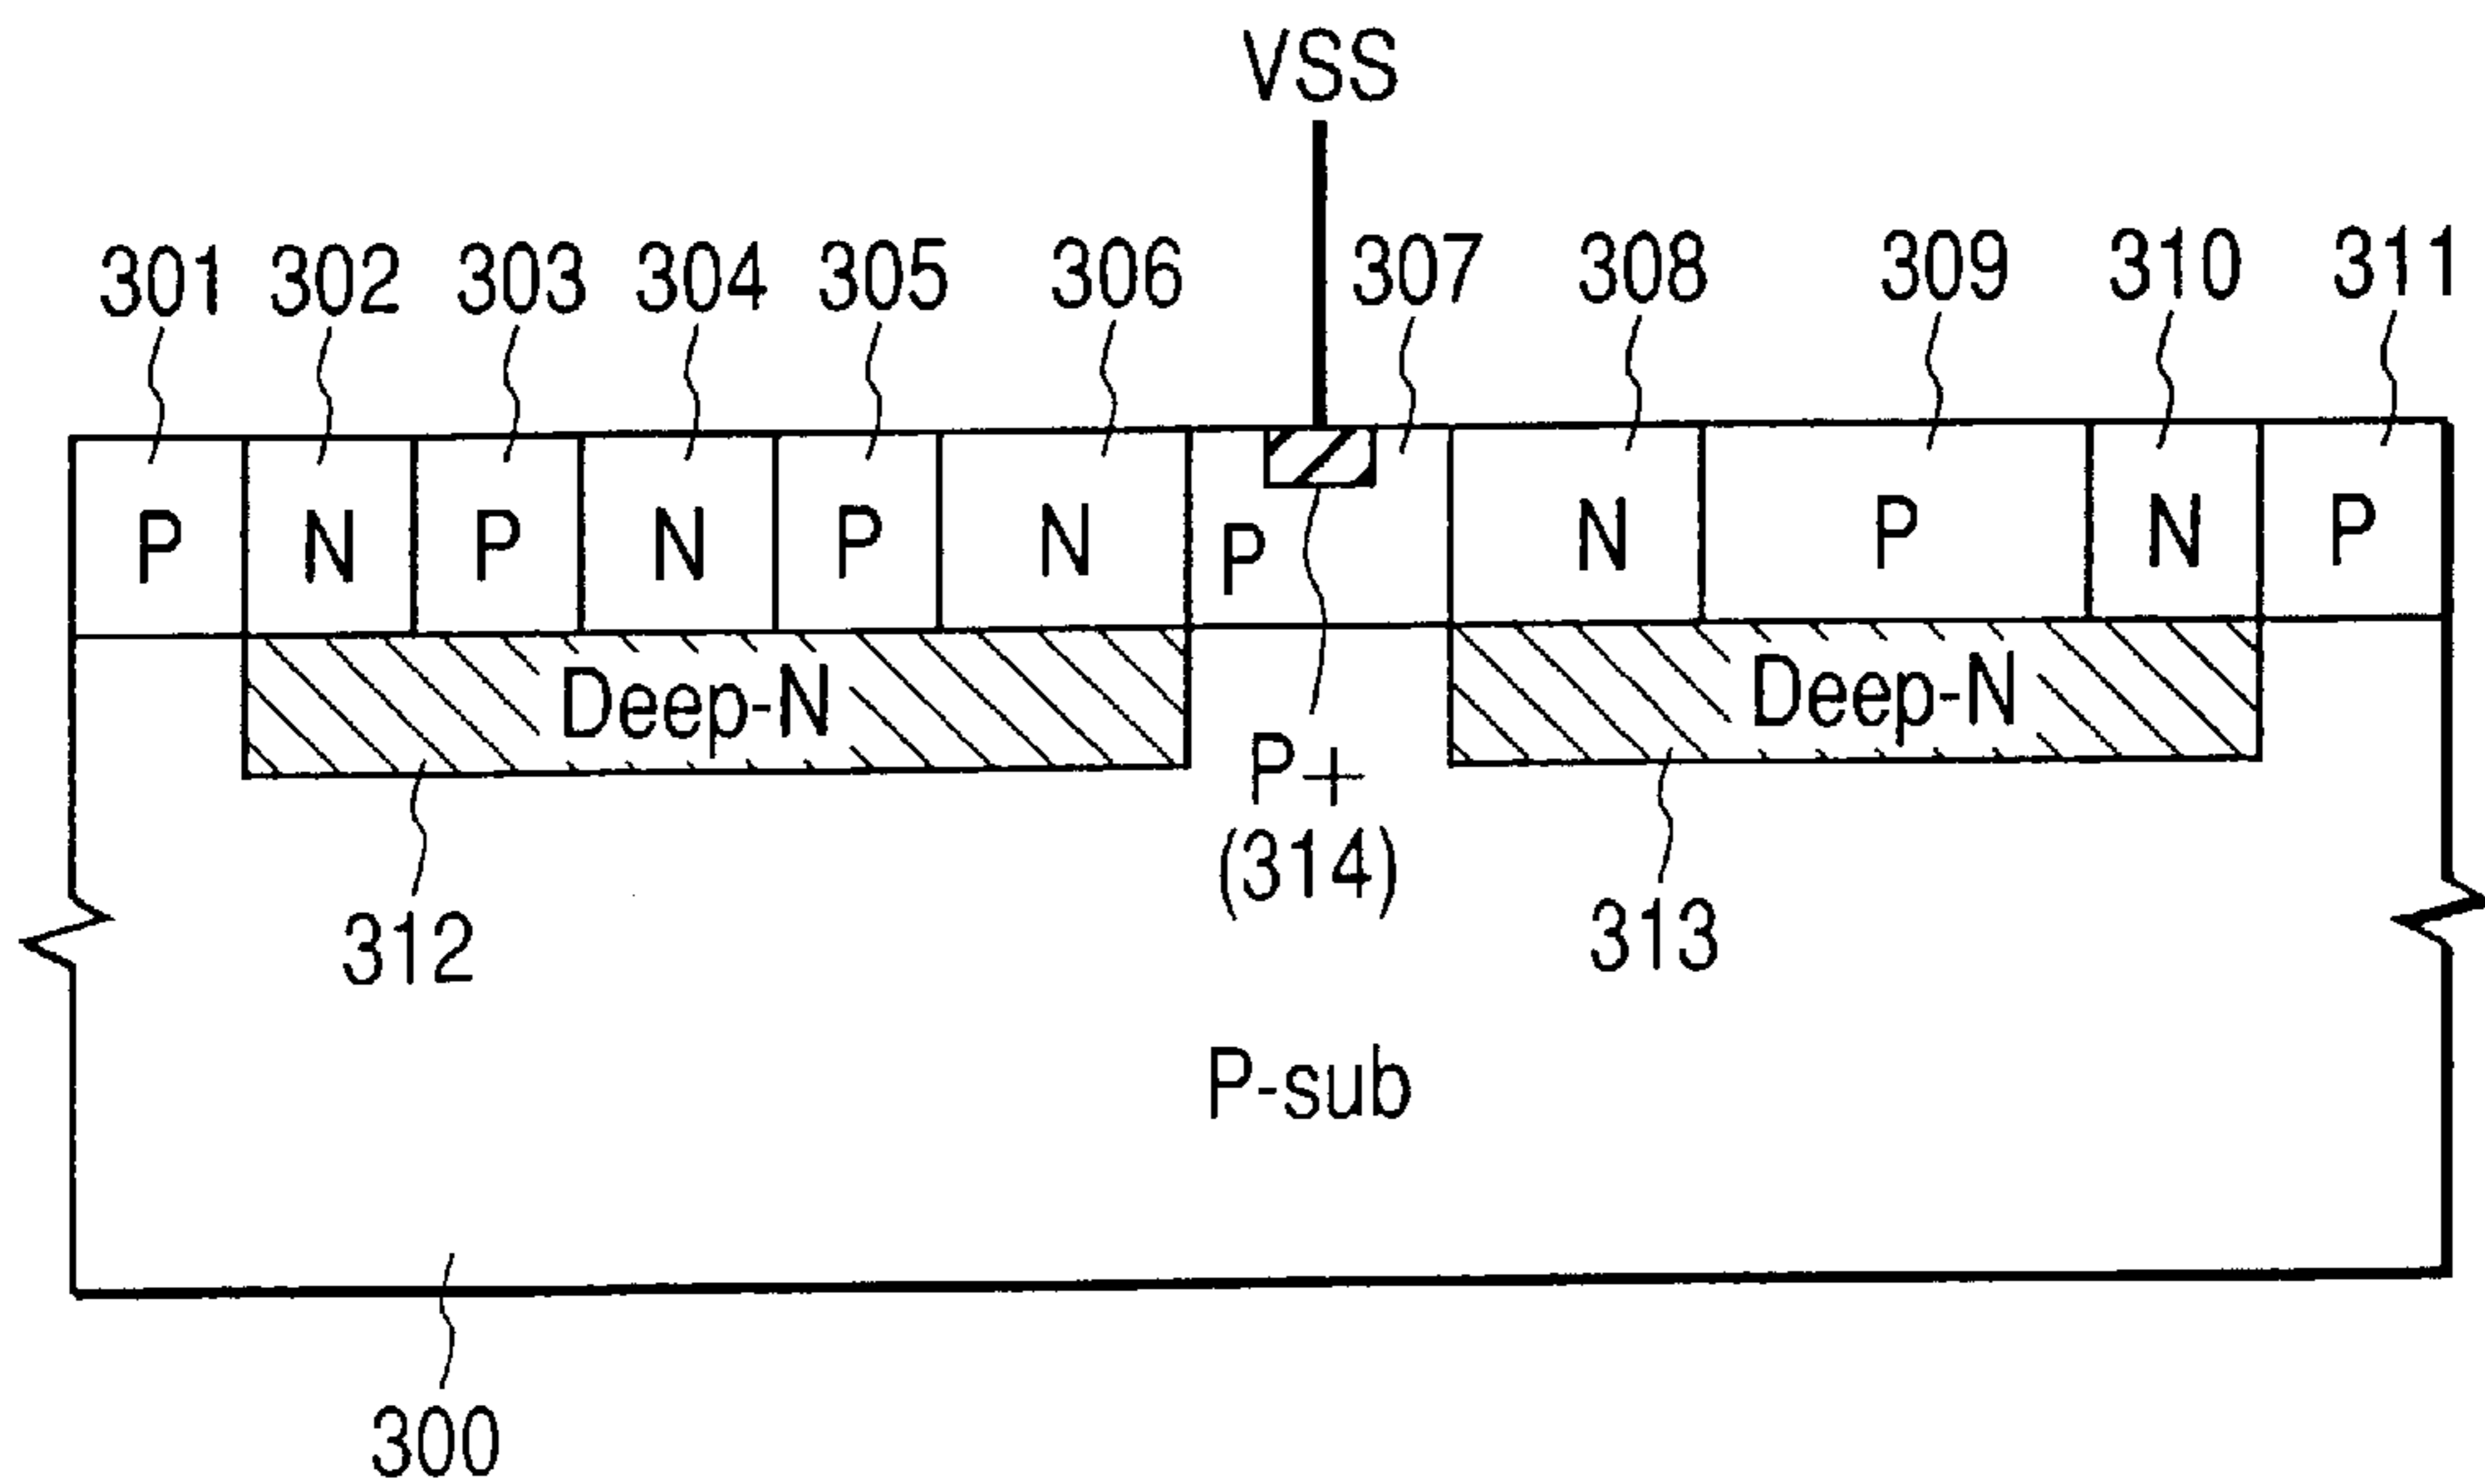 VSS
301 302 303 304 305 306 307 308 309 310 311
P N P N P N P N P N P
Deep-N Deep-N
P+
(314)
312 313
P-sub
300